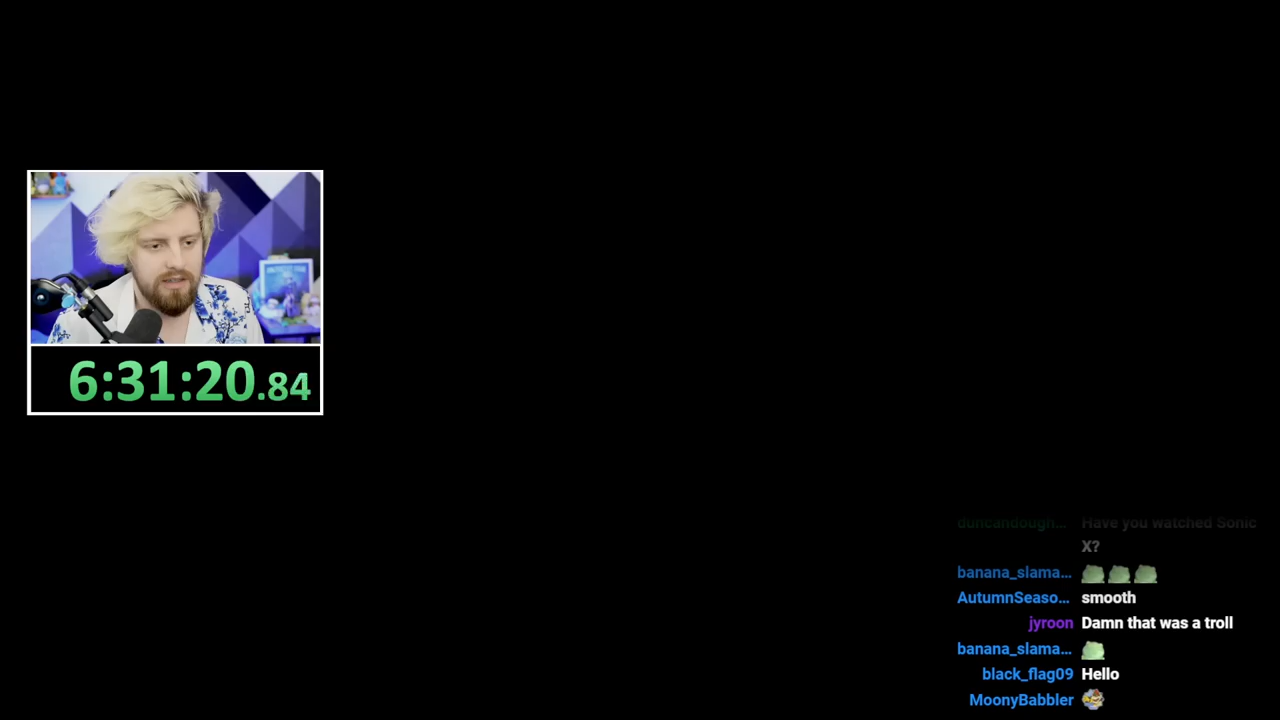 6:31:20.84
duncandough... Have you watched Sonic
X?
banana_slama...
AutumnSeaso... smooth
jyroon Damn that was a troll
banana_slama...
black_flag09 Hello
MoonyBabbler